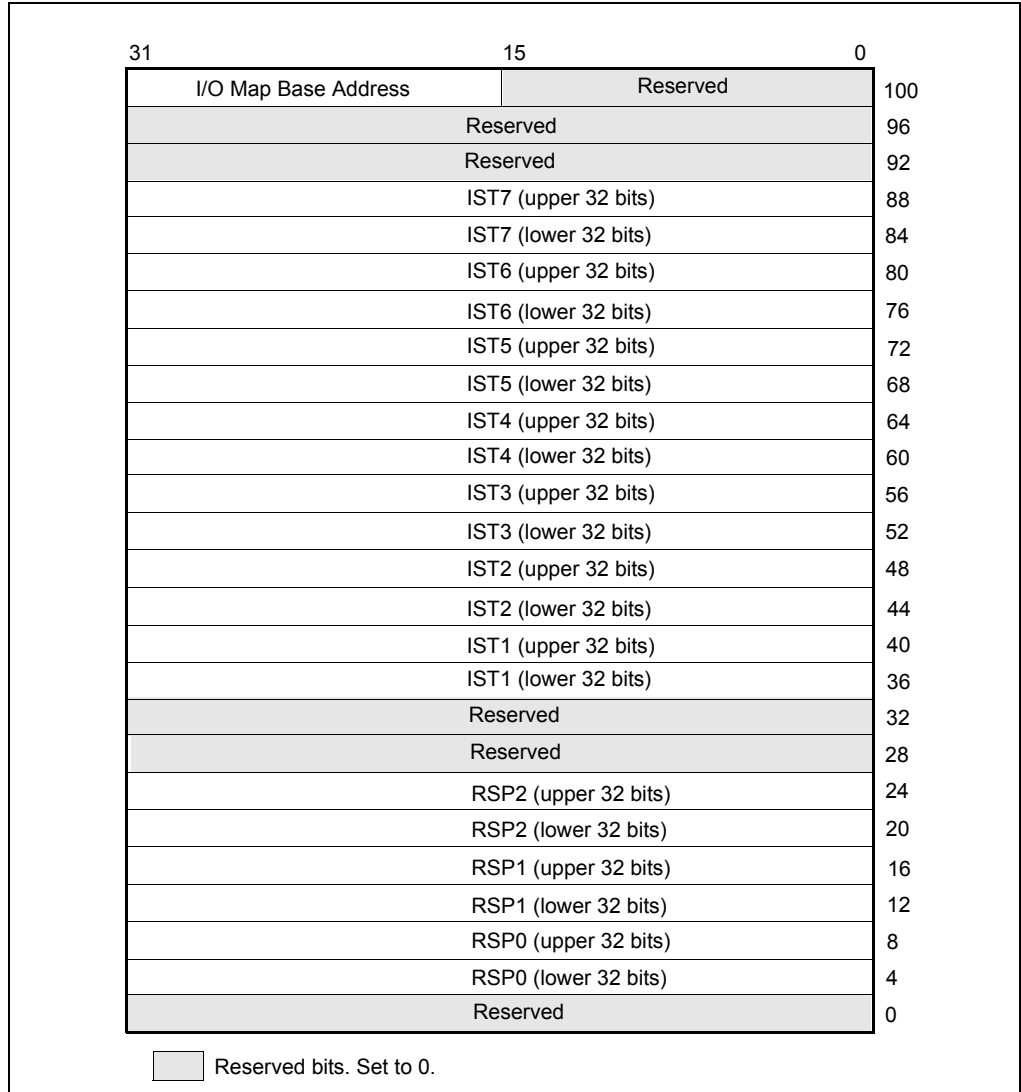 31 15 0
I/O Map Base Address Reserved 100
Reserved 96
Reserved 92
IST7 (upper 32 bits) 88
IST7 (lower 32 bits) 84
IST6 (upper 32 bits) 80
IST6 (lower 32 bits) 76
IST5 (upper 32 bits) 72
IST5 (lower 32 bits) 68
IST4 (upper 32 bits) 64
IST4 (lower 32 bits) 60
IST3 (upper 32 bits) 56
IST3 (lower 32 bits) 52
IST2 (upper 32 bits) 48
IST2 (lower 32 bits) 44
IST1 (upper 32 bits) 40
IST1 (lower 32 bits) 36
Reserved 32
Reserved 28
RSP2 (upper 32 bits) 24
RSP2 (lower 32 bits) 20
RSP1 (upper 32 bits) 16
RSP1 (lower 32 bits) 12
RSP0 (upper 32 bits) 8
RSP0 (lower 32 bits) 4
Reserved 0
Reserved bits. Set to 0.